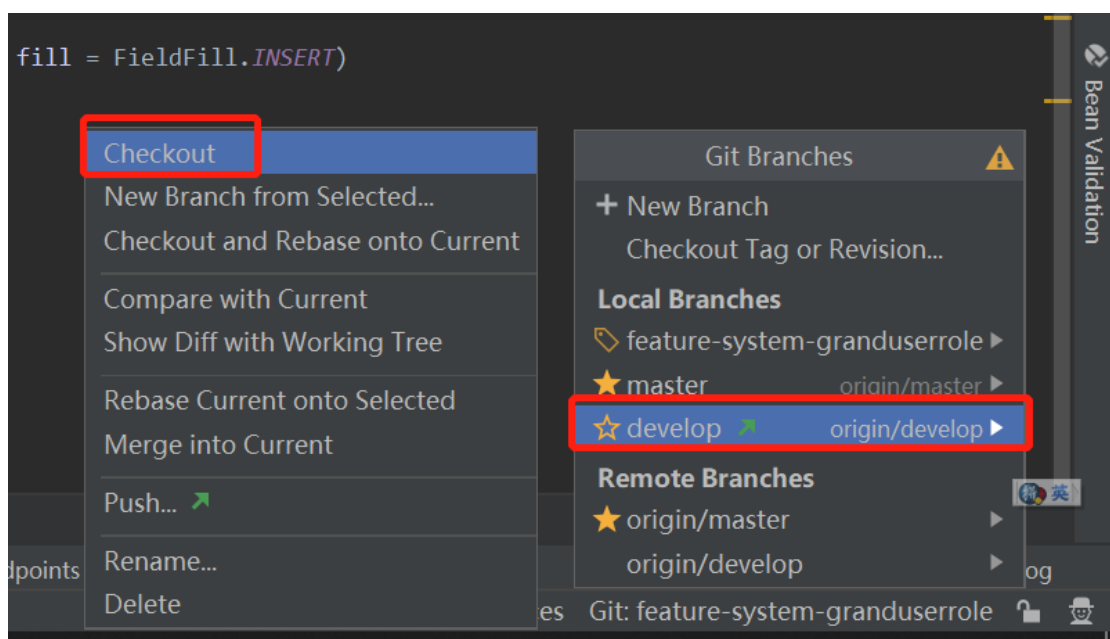 fill = FieldFill.INSERT)
Bean Validation
Checkout
New Branch from Selected...
Checkout and Rebase onto Current
Compare with Current
Show Diff with Working Tree
Rebase Current onto Selected
Merge into Current
Push...
Rename...
Delete
Git Branches
New Branch
Checkout Tag or Revision...
Local Branches
feature-system-granduserrole
master origin/master
develop origin/develop
Remote Branches
origin/master
origin/develop
英
dpoints
og
es Git: feature-system-granduserrole